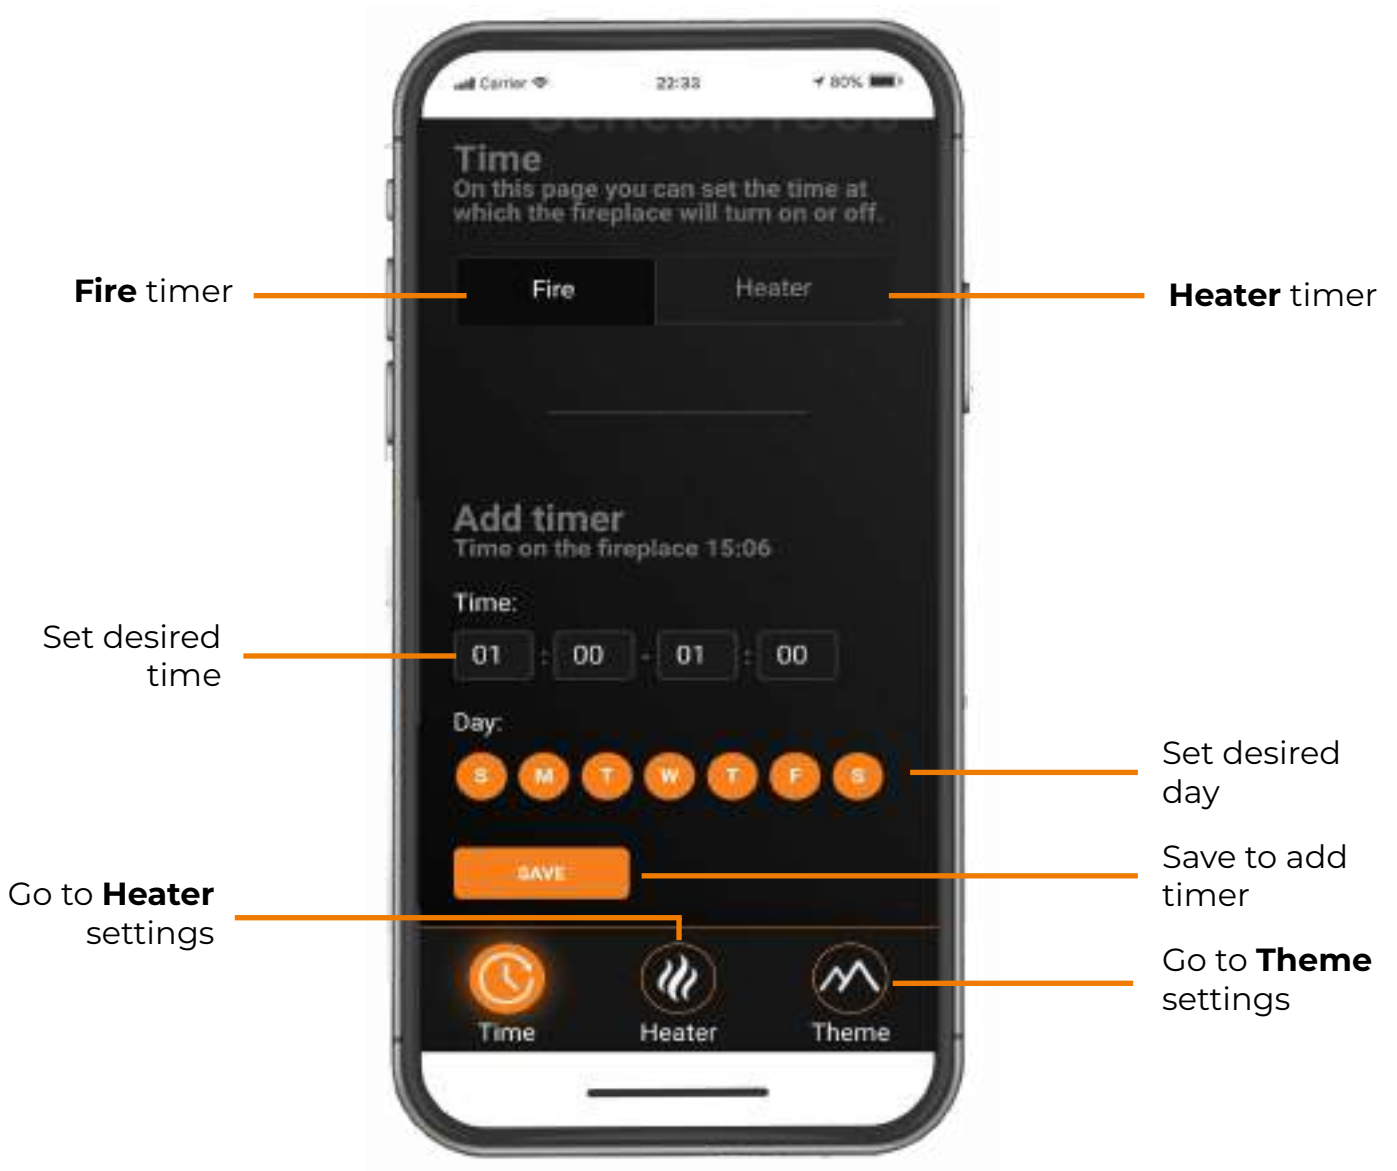 Carrier 22:33 80%
Time
On this page you can set the time at
which the fireplace will turn on or off.
Fire Heater
Fire timer
Heater timer
Add timer
Time on the fireplace 15:06
Time:
Set desired
time
01 : 00 - 01 : 00
Day:
S M T W T F S
Set desired
day
SAVE
Save to add
timer
Go to Heater
settings
Go to Theme
settings
Time Heater Theme